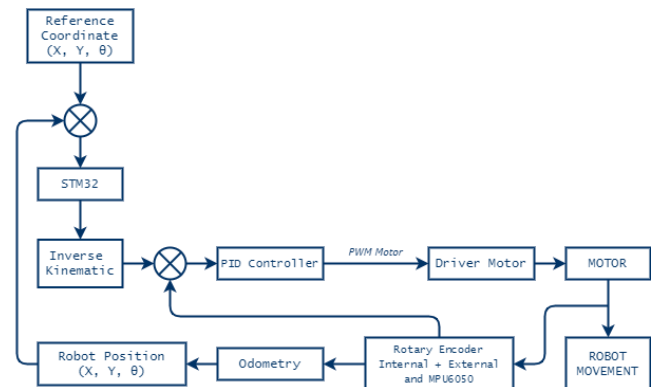 Reference
Coordinate
(X, Y, θ)
STM32
Inverse
Kinematic
PID Controller
PWM Motor
Driver Motor
MOTOR
Robot Position
(X, Y, θ)
Odometry
Rotary Encoder
Internal + External
and MPU6050
ROBOT
MOVEMENT